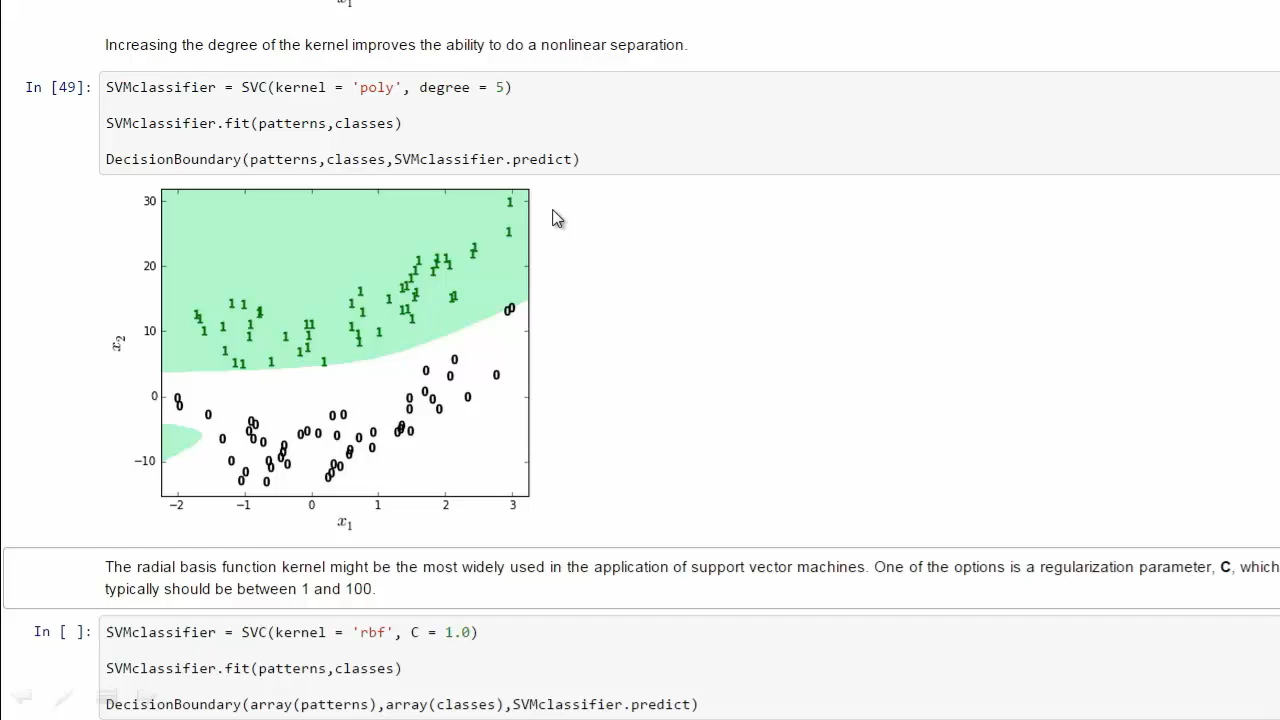 x1
Increasing the degree of the kernel improves the ability to do a nonlinear separation.
In [49]:
SVMclassifier = SVC(kernel = 'poly', degree = 5)
SVMclassifier.fit(patterns,classes)
DecisionBoundary(patterns,classes,SVMclassifier.predict)
30
20
10
0
−10
x2
−2 −1 0 1 2 3
x1
The radial basis function kernel might be the most widely used in the application of support vector machines. One of the options is a regularization parameter, C, which
typically should be between 1 and 100.
In [ ]:
SVMclassifier = SVC(kernel = 'rbf', C = 1.0)
SVMclassifier.fit(patterns,classes)
DecisionBoundary(array(patterns),array(classes),SVMclassifier.predict)